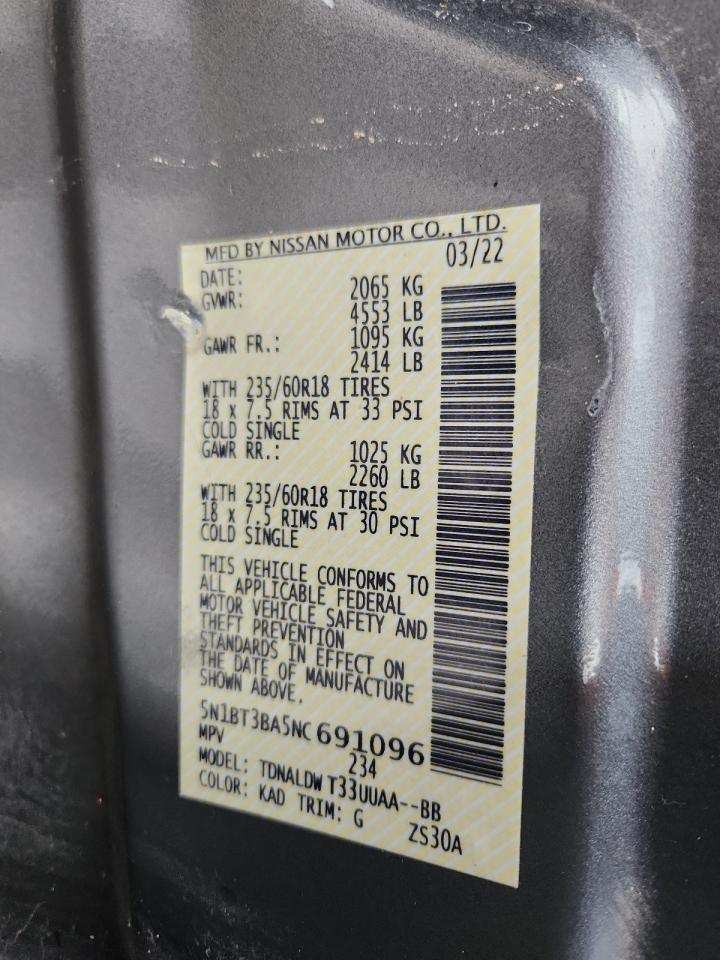 MFD BY NISSAN MOTOR CO., LTD.
DATE: 03/22
GVWR: 2065 KG
4553 LB
GAWR FR.: 1095 KG
2414 LB
WITH 235/60R18 TIRES
18 x 7.5 RIMS AT 33 PSI
COLD SINGLE
GAWR RR.: 1025 KG
2260 LB
WITH 235/60R18 TIRES
18 x 7.5 RIMS AT 30 PSI
COLD SINGLE
THIS VEHICLE CONFORMS TO
ALL APPLICABLE FEDERAL
MOTOR VEHICLE SAFETY AND
THEFT PREVENTION
STANDARDS IN EFFECT ON
THE DATE OF MANUFACTURE
SHOWN ABOVE.
5N1BT3BA5NC691096
MPV 234
MODEL: TDNALDW T33UUAA--BB
COLOR: KAD TRIM: G ZS30A